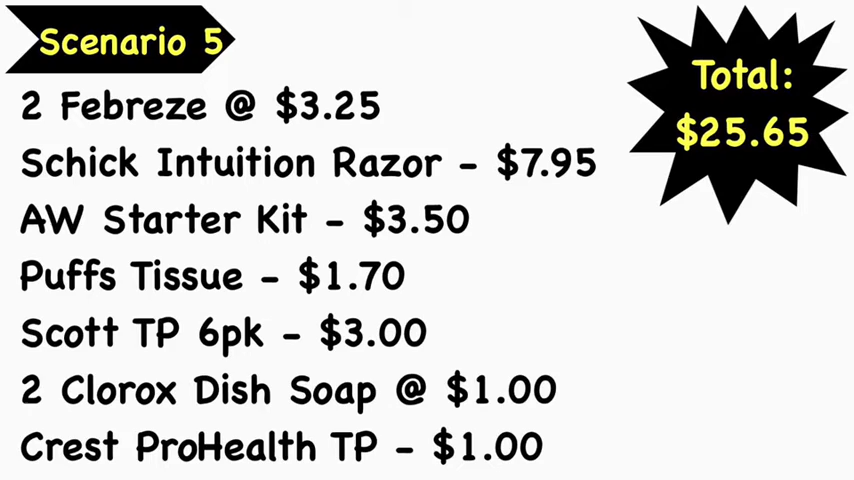 Scenario 5
Total:
$25.65
2 Febreze @ $3.25
Schick Intuition Razor - $7.95
AW Starter Kit - $3.50
Puffs Tissue - $1.70
Scott TP 6pk - $3.00
2 Clorox Dish Soap @ $1.00
Crest ProHealth TP - $1.00